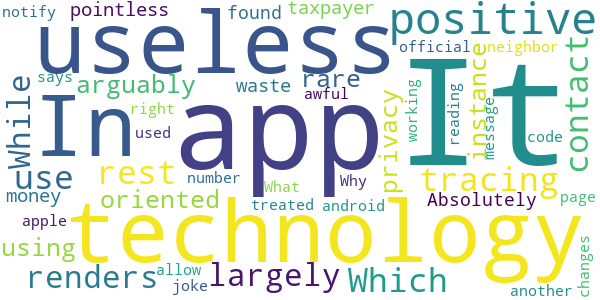 notify pointless found taxpayer
useless positive
says arguably waste rare official neighbor
While In app It awful privacy working reading instance message contact
right used code
use rest number What Why treated android tracing
money oriented Absolutely page
apple technology
using allow changes
renders joke largely Which another